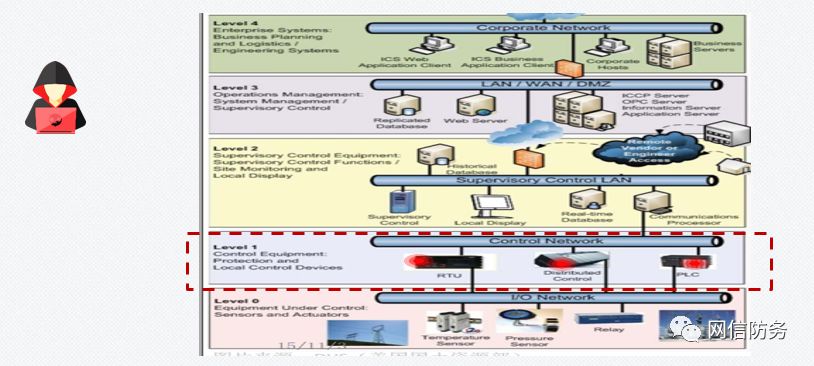 Level 4
Enterprise Systems:
Business Planning
and Logistics /
Engineering Systems
Corporate Network
ICS Web
Application Client
ICS Business
Application Client
Corporate
Hosts
Business
Servers
Level 3
Operations Management:
System Management /
Supervisory Control
LAN / WAN / DMZ
Replicated
Database
Web Server
ICCP Server
OPC Server
Information Server
Application Server
Level 2
Supervisory Control Equipment:
Supervisory Control Functions /
Site Monitoring and
Local Display
Historical
Database
Remote
Vendor or
Engineer
Access
Supervisory Control LAN
Supervisory
Control
Local Display
Real-time
Database
Communications
Processor
Level 1
Control Equipment:
Protection and
Local Control Devices
Control Network
RTU
Distributed
Control
PLC
Level 0
Equipment Under Control:
Sensors and Actuators
I/O Network
Temperature
Sensor
Pressure
Sensor
Relay
网信防务
15/11/3